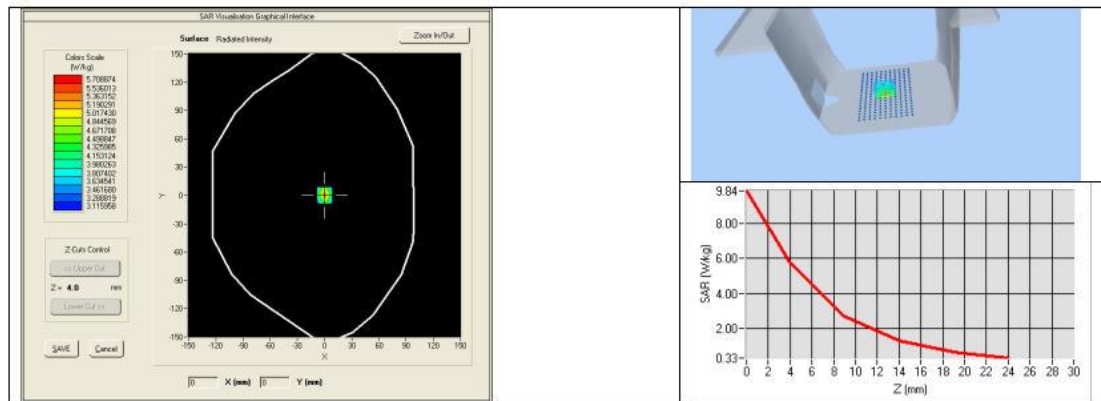 SAR Visualisation Graphical Interface
Surface Radiated Intensity
Zoom In/Out
Colors Scale
(W/kg)
5.708874
5.536013
5.363152
5.190291
5.017430
4.844569
4.671708
4.498847
4.325985
4.153124
3.980263
3.807402
3.634541
3.461680
3.288819
3.115958
150
120
90
60
30
0
-30
-60
-90
-120
-150
Y
-150 -120 -90 -60 -30 0 30 60 90 120 150
X
Z-Cuts Control
<< Upper Cut
Z = 4.0 mm
Lower Cut >>
SAVE Cancel
0 X (mm) 0 Y (mm)
9.84
8.00
6.00
4.00
2.00
0.33
SAR (W/kg)
0 2 4 6 8 10 12 14 16 18 20 22 24 26 28 30
Z (mm)